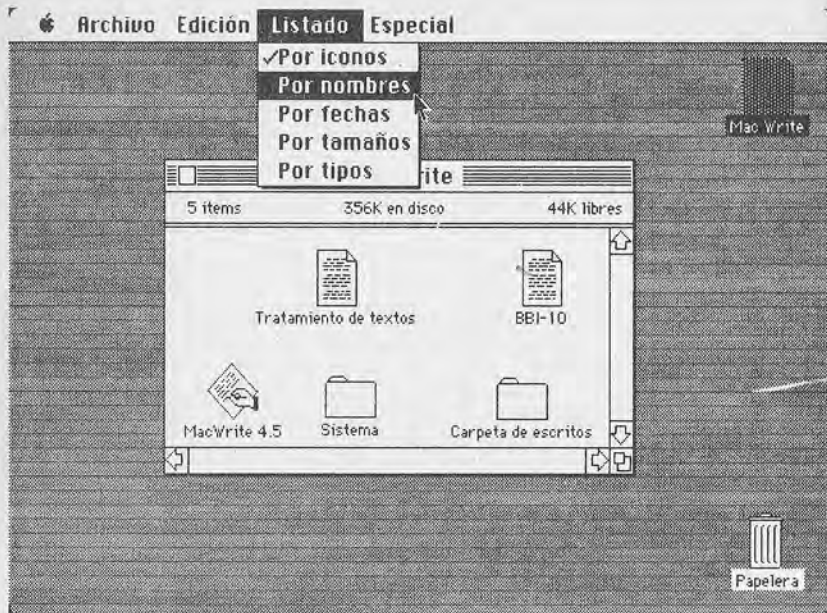 Archivo Edición Listado Especial
✓Por iconos
Por nombres
Por fechas
Por tamaños
Por tipos
Mac Write
ite
5 items 356K en disco 44K libres
Tratamiento de textos BBI-10
MacWrite 4.5 Sistema Carpeta de escritos
Papelera